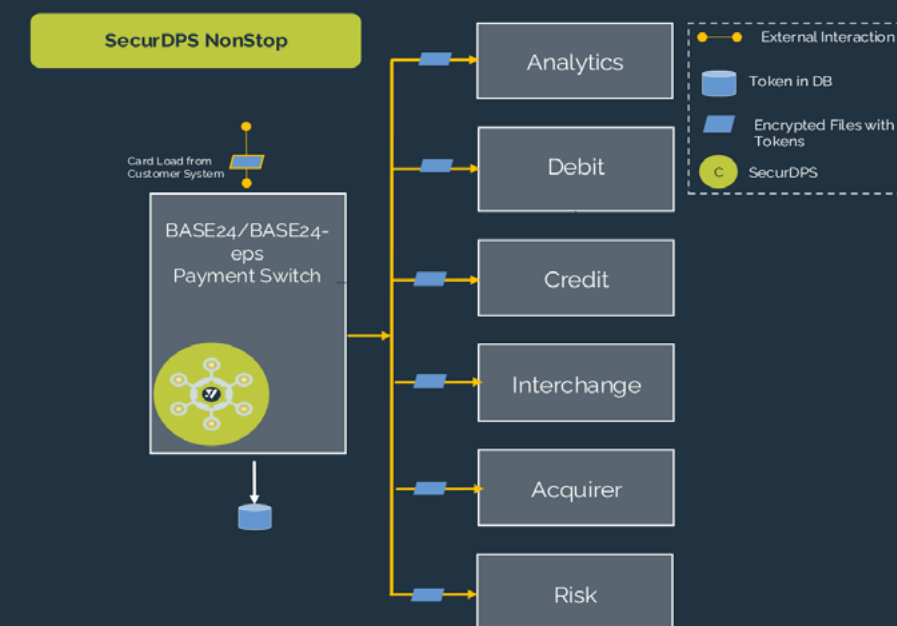 SecurDPS NonStop
Card Load from
Customer System
BASE24/BASE24-
eps
Payment Switch
Analytics
Debit
Credit
Interchange
Acquirer
Risk
External Interaction
Token in DB
Encrypted Files with
Tokens
C
SecurDPS